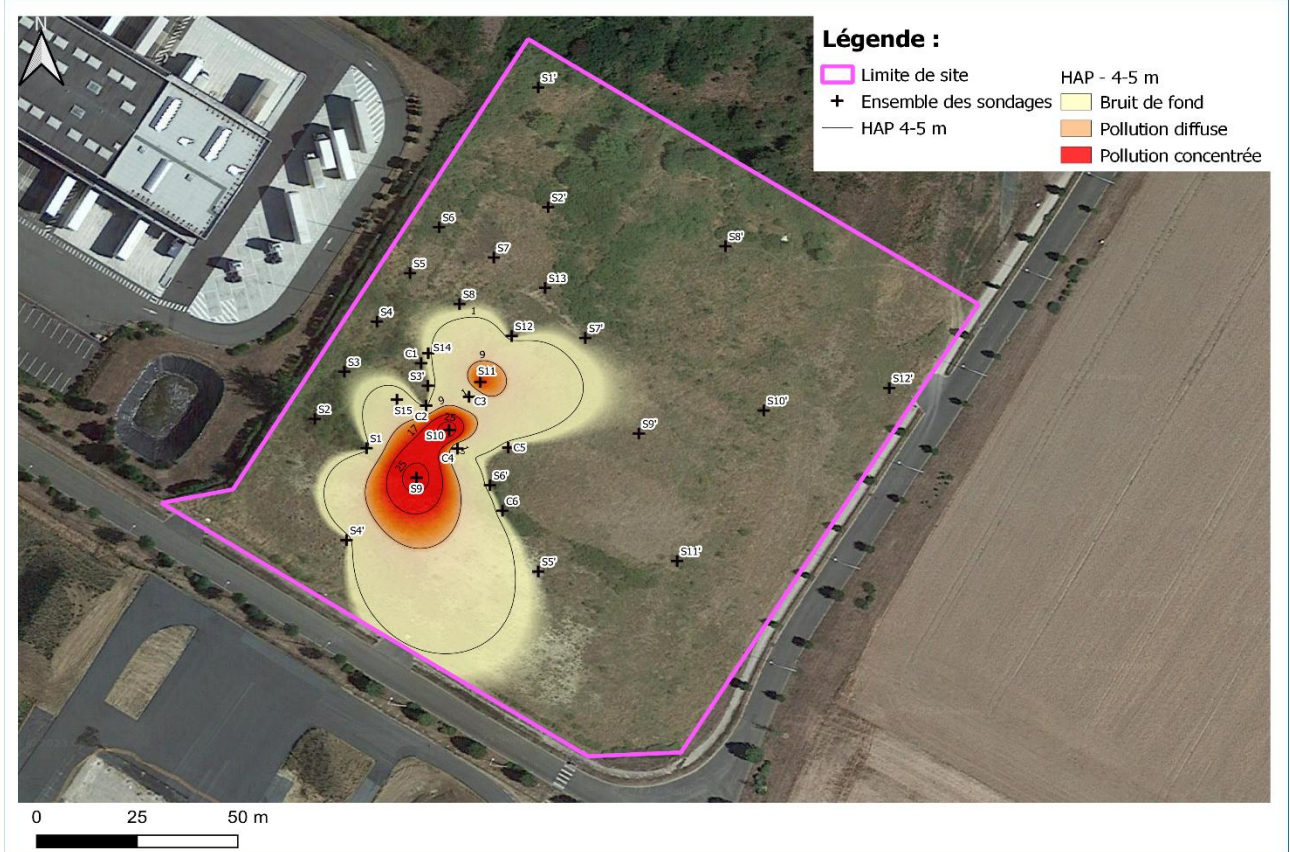 N
Légende :
Limite de site
Ensemble des sondages
HAP 4-5 m
HAP - 4-5 m
Bruit de fond
Pollution diffuse
Pollution concentrée
S1'
S2'
S6
S7
S8'
S5
S13
S8
1
S4
S12
S7'
S14
C1
9
S11
S3
S3'
S12'
1
C3
S15
9
C2
S10'
S2
25
17
S10
S9'
S1
C4
C5
25
S9
S6'
C6
S4'
S11'
S5'
0 25 50 m